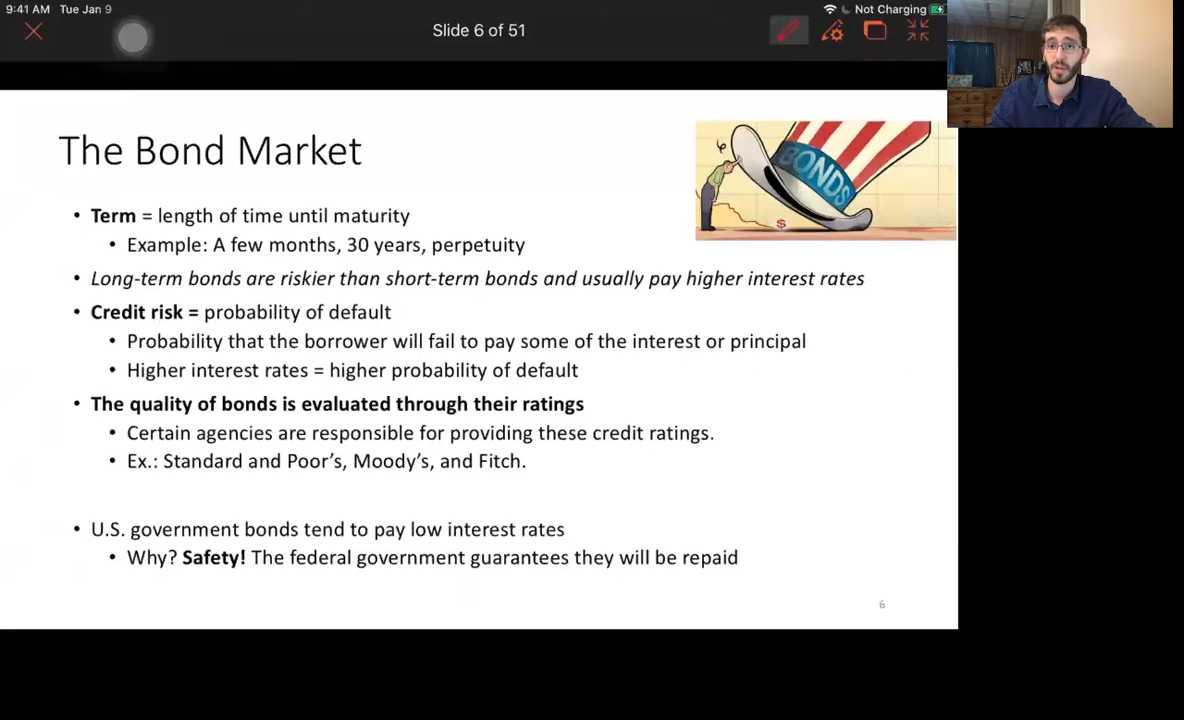 9:41 AM Tue Jan 9
Not Charging
Slide 6 of 51
The Bond Market
BONDS
$
• Term = length of time until maturity
• Example: A few months, 30 years, perpetuity
• Long-term bonds are riskier than short-term bonds and usually pay higher interest rates
• Credit risk = probability of default
• Probability that the borrower will fail to pay some of the interest or principal
• Higher interest rates = higher probability of default
• The quality of bonds is evaluated through their ratings
• Certain agencies are responsible for providing these credit ratings.
• Ex.: Standard and Poor's, Moody's, and Fitch.
• U.S. government bonds tend to pay low interest rates
• Why? Safety! The federal government guarantees they will be repaid
6